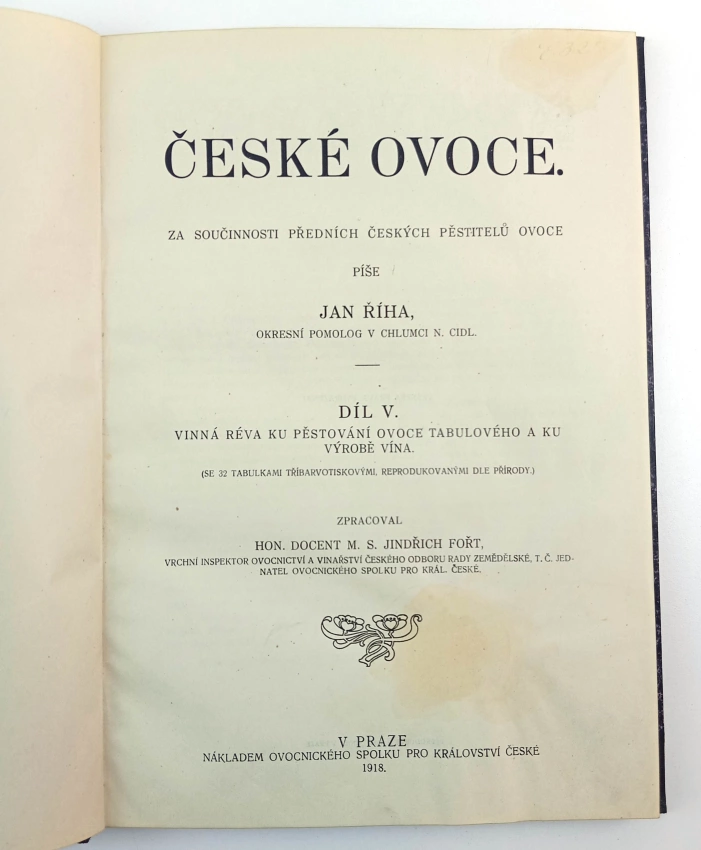 ČESKÉ OVOCE.
ZA SOUČINNOSTI PŘEDNÍCH ČESKÝCH PĚSTITELŮ OVOCE
PÍŠE
JAN ŘÍHA,
OKRESNÍ POMOLOG V CHLUMCI N. CIDL.
DÍL V.
VINNÁ RÉVA KU PĚSTOVÁNÍ OVOCE TABULOVÉHO A KU
VÝROBĚ VÍNA.
(SE 32 TABULKAMI TŘÍBARVOTISKOVÝMI, REPRODUKOVANÝMI DLE PŘÍRODY.)
ZPRACOVAL
HON. DOCENT M. S. JINDŘICH FOŘT,
VRCHNÍ INSPEKTOR OVOCNICTVÍ A VINAŘSTVÍ ČESKÉHO ODBORU RADY ZEMĚDĚLSKÉ, T. Č. JED-
NATEL OVOCNICKÉHO SPOLKU PRO KRÁL. ČESKÉ.
V PRAZE
NÁKLADEM OVOCNICKÉHO SPOLKU PRO KRÁLOVSTVÍ ČESKÉ
1918.